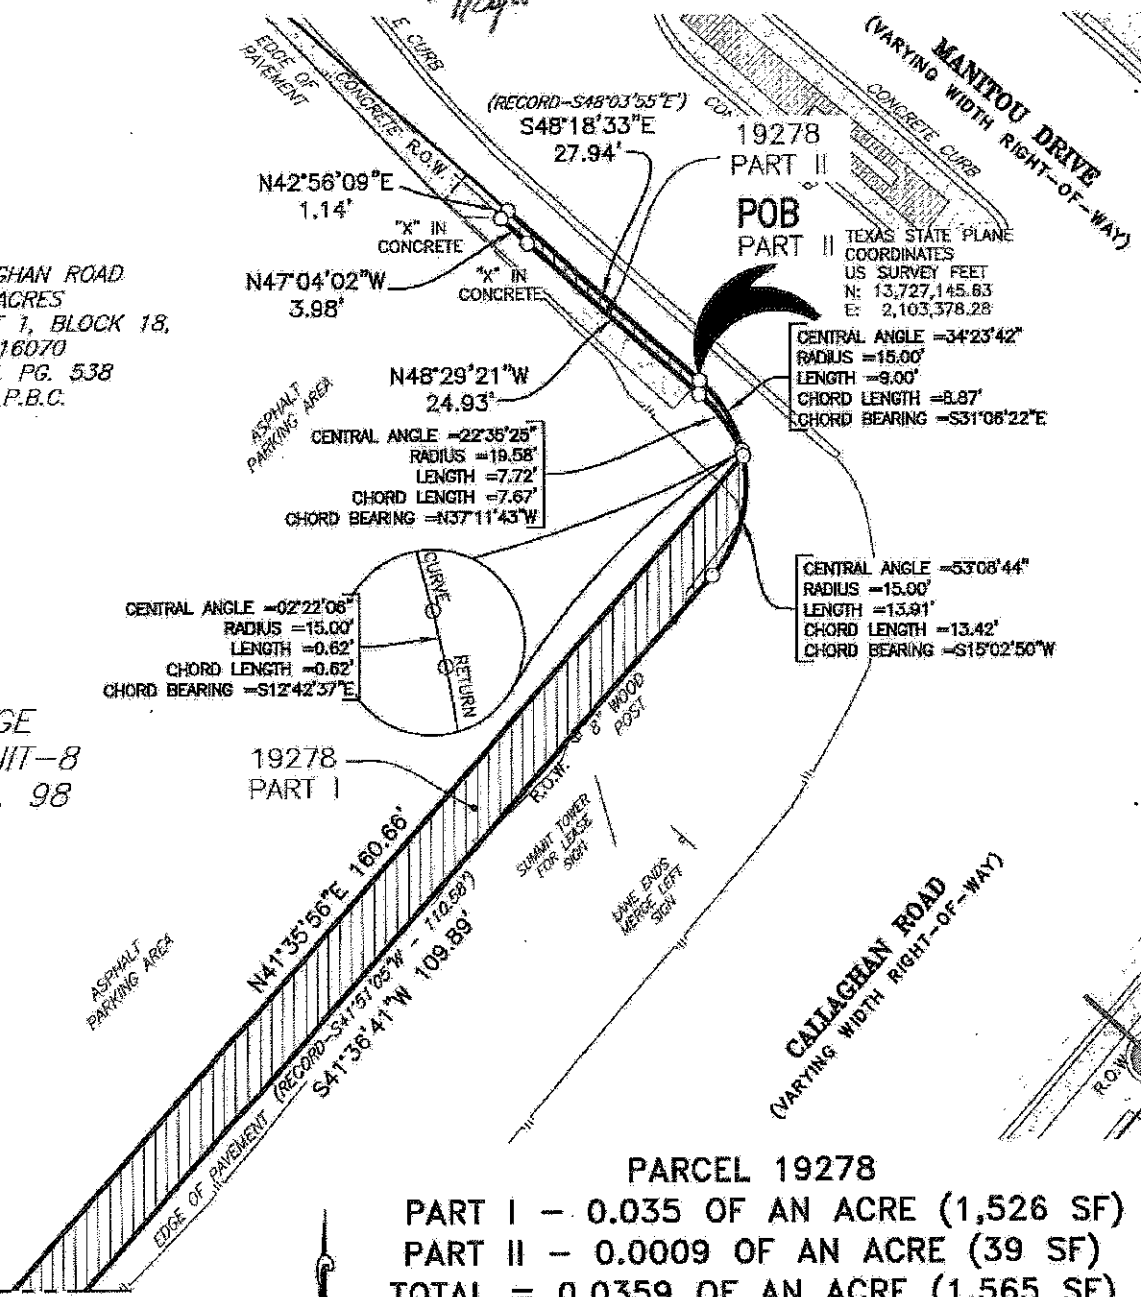 MANITOU DRIVE
(VARYING WIDTH RIGHT-OF-WAY)
E CURB
EDGE OF
PAVEMENT
CONCRETE
R.O.W
CONCRETE CURB
(RECORD-S48°03'55"E)
S48°18'33"E
27.94'
19278
PART II
N42°56'09"E
1.14'
"X" IN
CONCRETE
POB
PART II
TEXAS STATE PLANE
COORDINATES
US SURVEY FEET
N: 13,727,145.63
E: 2,103,378.28
GHAN ROAD
ACRES
T 1, BLOCK 18,
16070
PG. 538
P.B.C.
N47°04'02"W
3.98'
"X" IN
CONCRETE
CENTRAL ANGLE =34°23'42"
RADIUS =15.00'
LENGTH =9.00'
CHORD LENGTH =8.87'
CHORD BEARING =S31°06'22"E
N48°29'21"W
24.93'
ASPHALT
PARKING AREA
CENTRAL ANGLE =22°35'25"
RADIUS =19.58'
LENGTH =7.72'
CHORD LENGTH =7.67'
CHORD BEARING =N37°11'43"W
CENTRAL ANGLE =53°08'44"
RADIUS =15.00'
LENGTH =13.91'
CHORD LENGTH =13.42'
CHORD BEARING =S15°02'50"W
CENTRAL ANGLE =02°22'06"
RADIUS =15.00'
LENGTH =0.62'
CHORD LENGTH =0.62'
CHORD BEARING =S12°42'37"E
CURVE
RETURN
8" WOOD
POST
GE
NIT-8
. 98
19278
PART I
R.O.W.
SUMMIT TOWER
FOR LEASE
SIGN
LANE ENDS
MERGE LEFT
SIGN
N41°35'56"E 160.66'
(RECORD-S41°51'05"W - 110.58')
S41°36'41"W 109.89'
ASPHALT
PARKING AREA
EDGE OF PAVEMENT
CALLAGHAN ROAD
(VARYING WIDTH RIGHT-OF-WAY)
R.O.W
PARCEL 19278
PART I - 0.035 OF AN ACRE (1,526 SF)
PART II - 0.0009 OF AN ACRE (39 SF)
TOTAL = 0.0359 OF AN ACRE (1,565 SF)